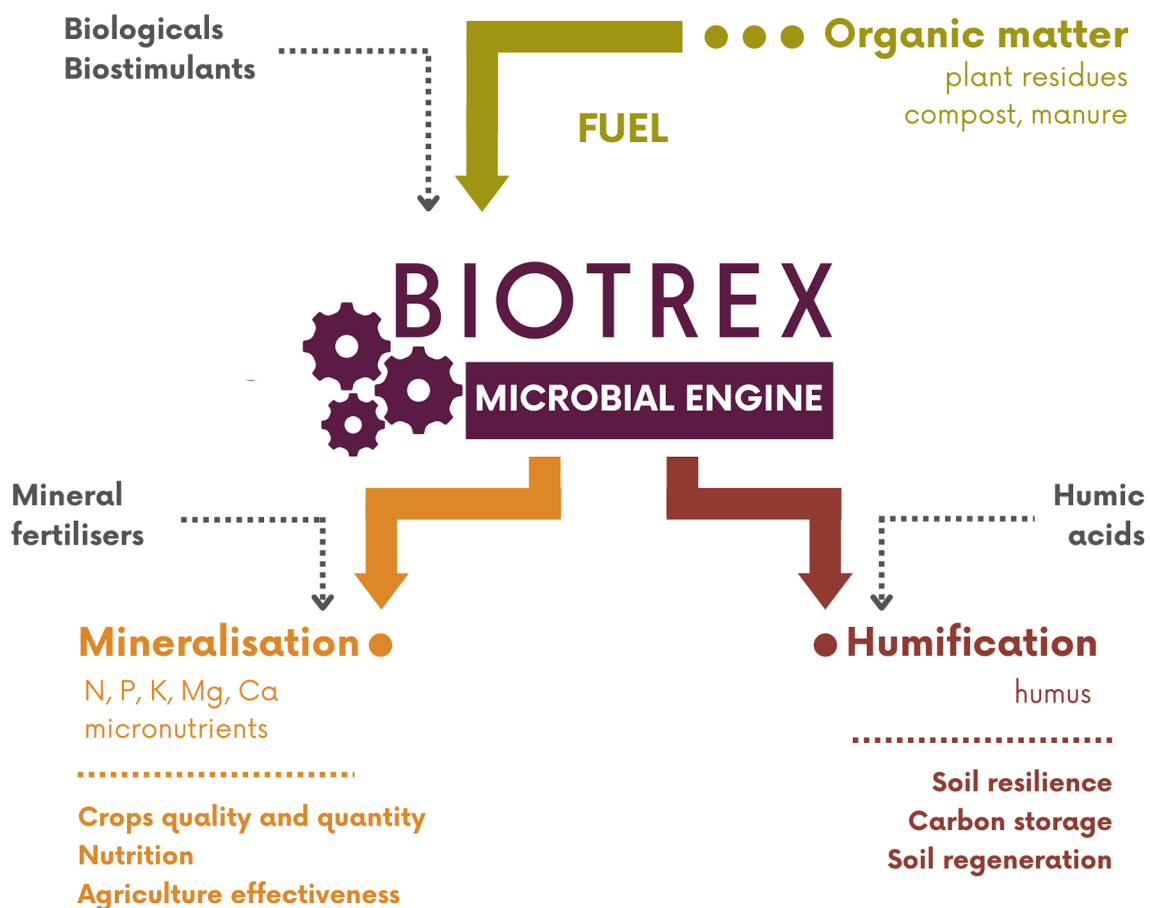 Biologicals
Biostimulants
Organic matter
plant residues
compost, manure
FUEL
BIOTREX
MICROBIAL ENGINE
Mineral
fertilisers
Humic
acids
Mineralisation
N, P, K, Mg, Ca
micronutrients
Crops quality and quantity
Nutrition
Agriculture effectiveness
Humification
humus
Soil resilience
Carbon storage
Soil regeneration